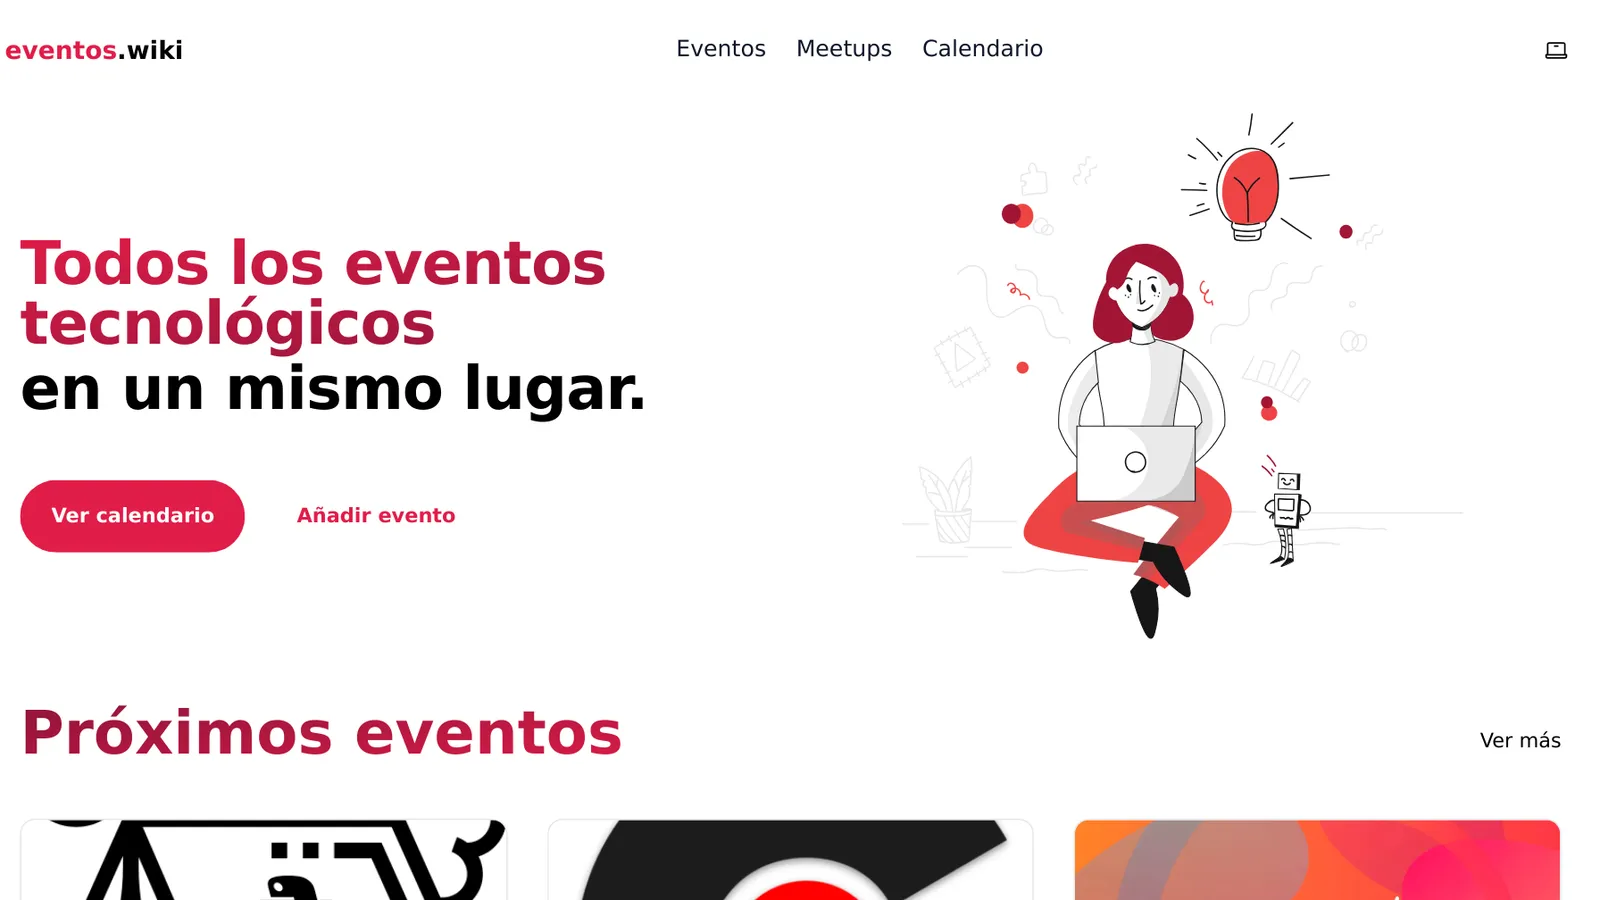 eventos.wiki
Eventos Meetups Calendario
Todos los eventos
tecnológicos
en un mismo lugar.
Ver calendario Añadir evento
Próximos eventos
Ver más